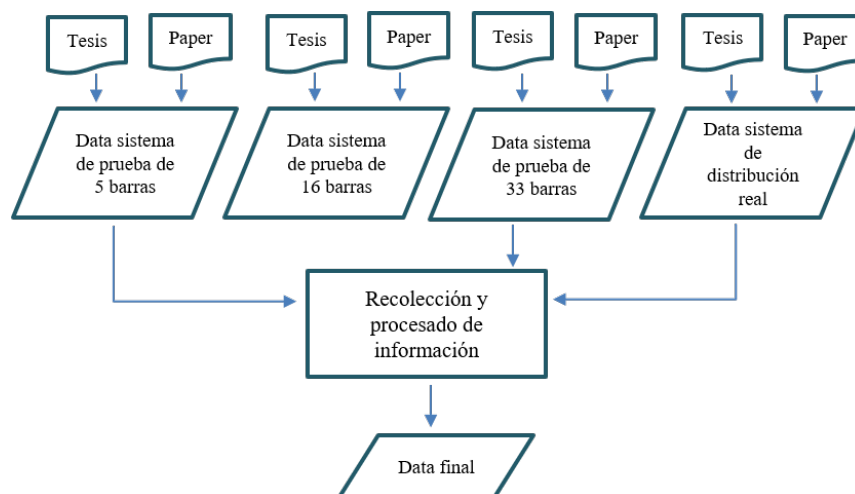 Tesis
Paper
Tesis
Paper
Tesis
Paper
Tesis
Paper
Data sistema
de prueba de
5 barras
Data sistema
de prueba de
16 barras
Data sistema
de prueba de
33 barras
Data sistema
de
distribución
real
Recolección y
procesado de
información
Data final